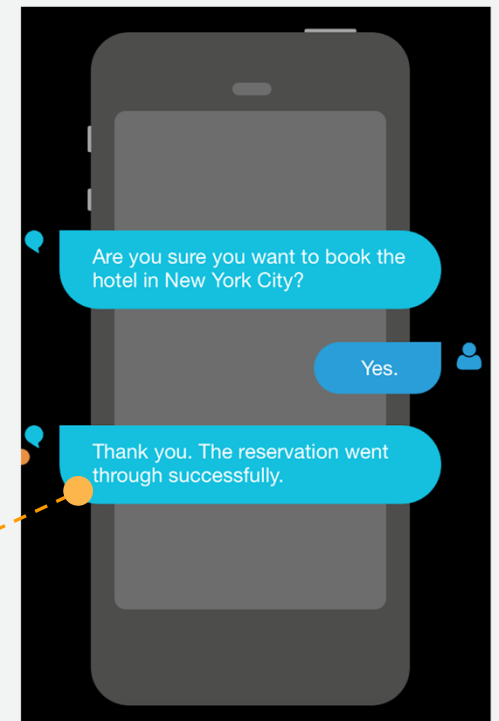 Are you sure you want to book the
hotel in New York City?
Yes.
Thank you. The reservation went
through successfully.